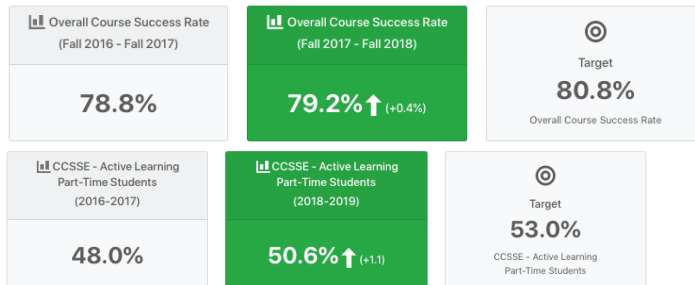 Overall Course Success Rate
(Fall 2016 - Fall 2017)
78.8%
Overall Course Success Rate
(Fall 2017 - Fall 2018)
79.2% (+0.4%)
Target
80.8%
Overall Course Success Rate
CCSSE - Active Learning
Part-Time Students
(2016-2017)
48.0%
CCSSE - Active Learning
Part-Time Students
(2018-2019)
50.6% (+1.1)
Target
53.0%
CCSSE - Active Learning
Part-Time Students